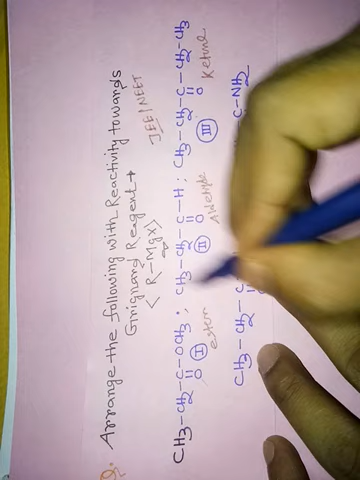 Q. Arrange the following with Reactivity towards
Grignard Reagent →
< R-MgX >
JEE|NEET
CH3-CH2-C-OCH3 ; CH3-CH2-C-H ; CH3-CH2-C-CH2-CH3
O O O
I II III
ester Aldehyde Ketone
CH3-CH2-C C-NH2